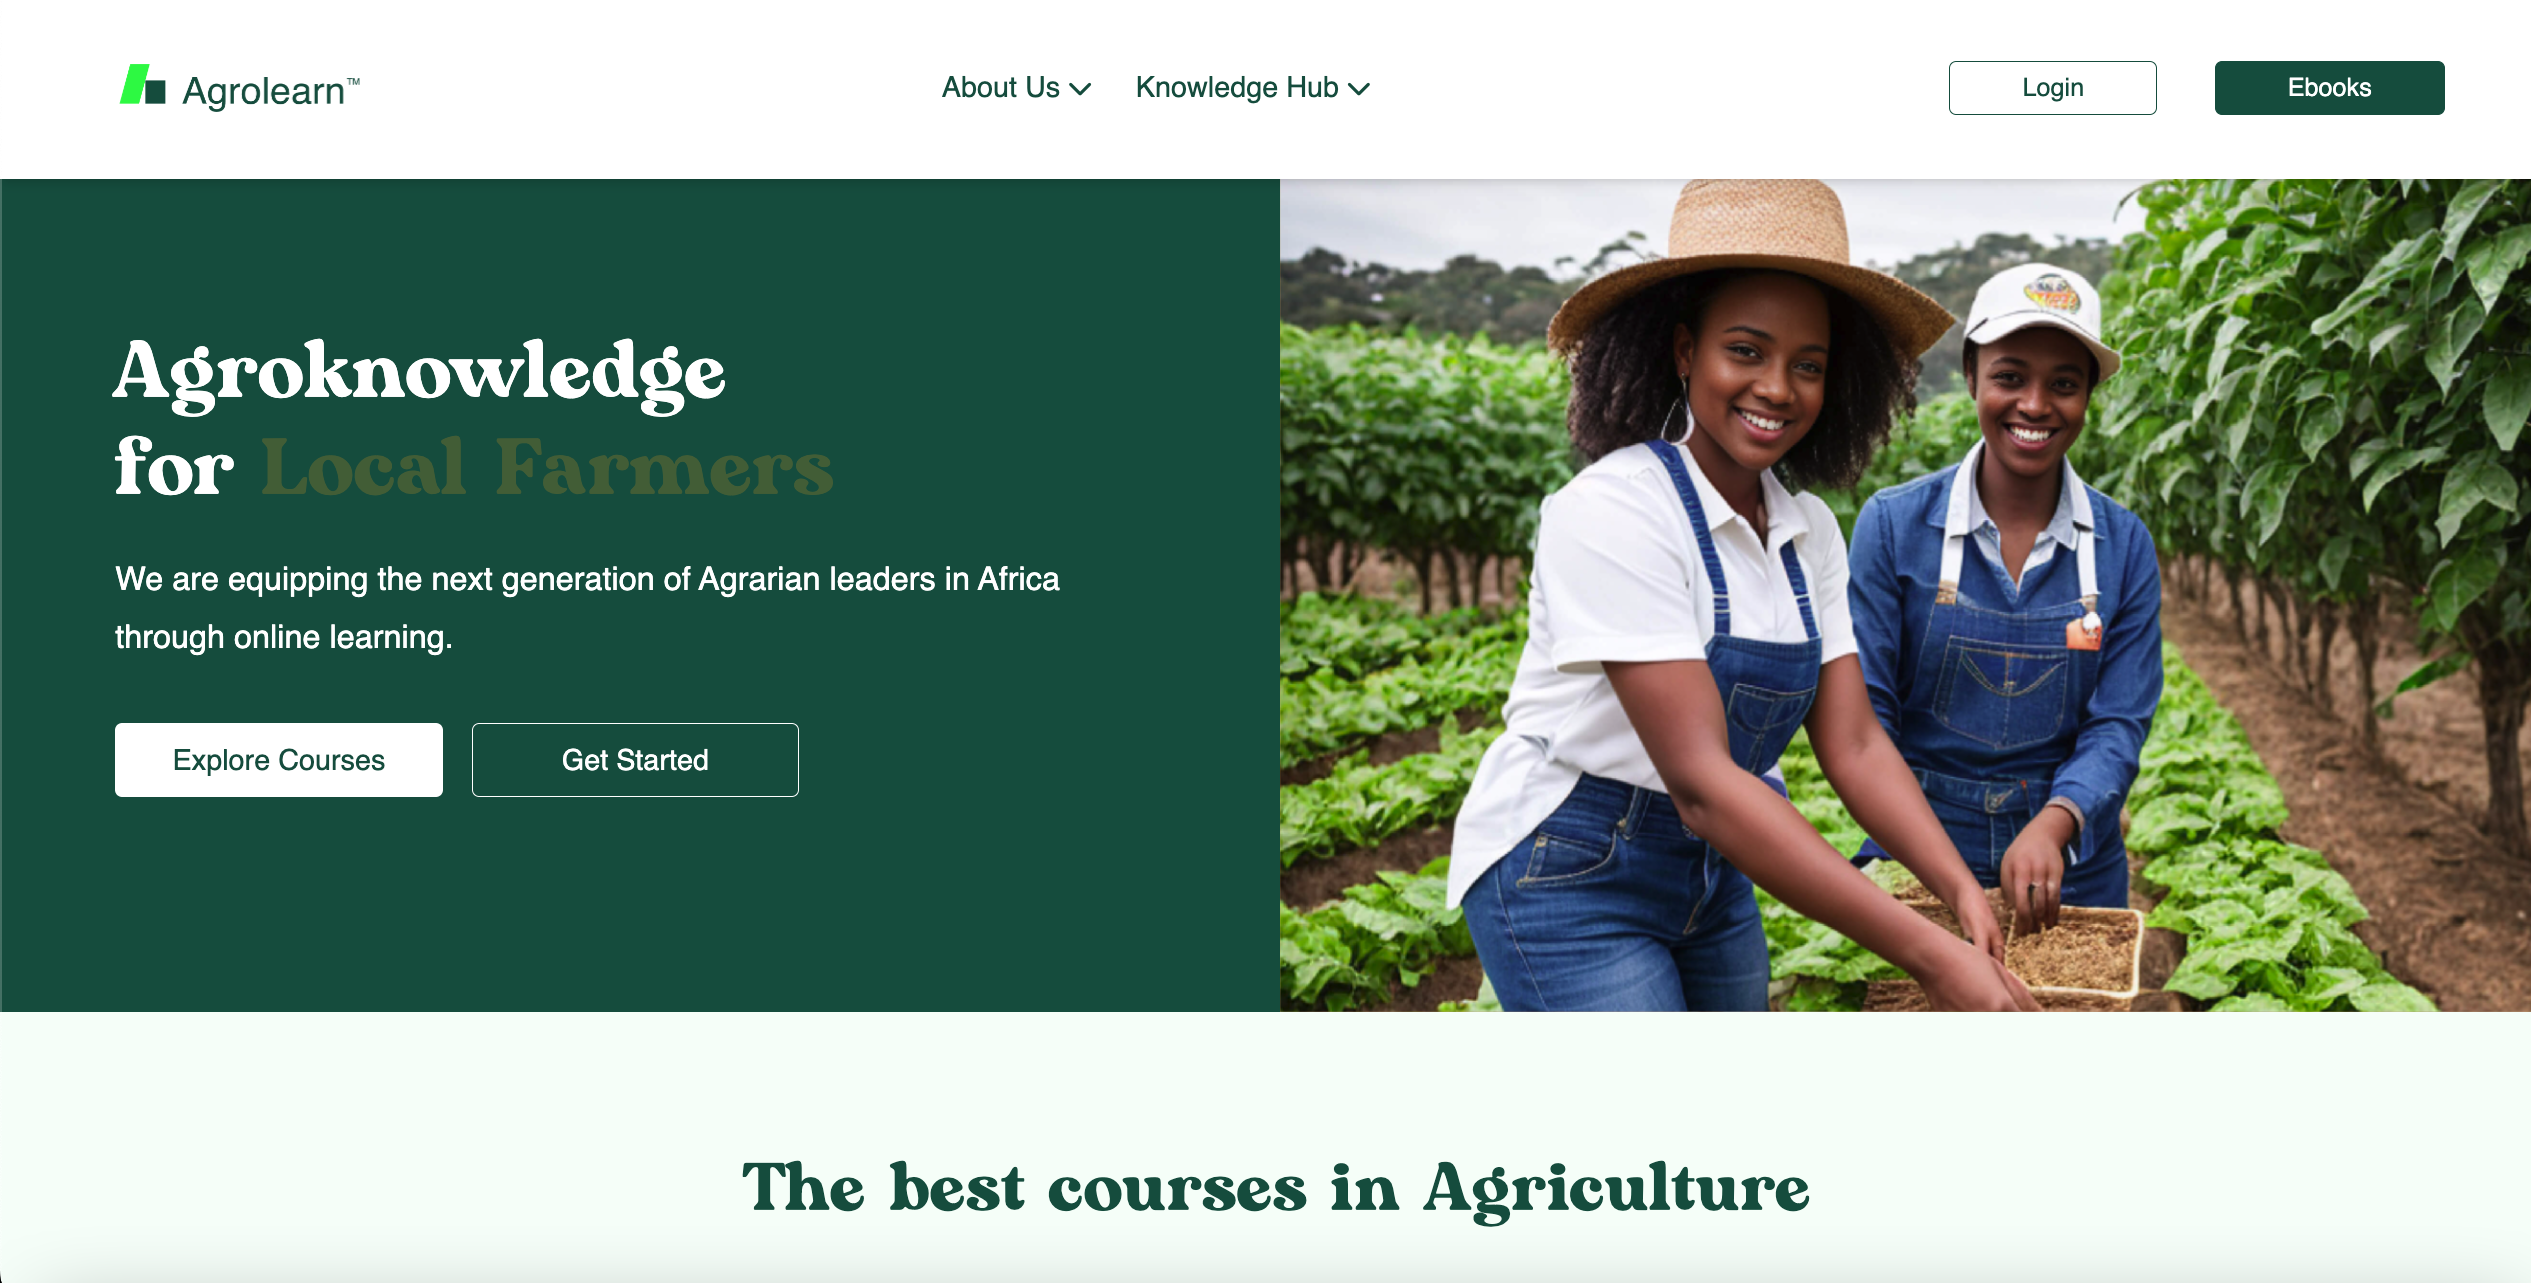 Agrolearn™
About Us
Knowledge Hub
Login
Ebooks
Agroknowledge
for Local Farmers
We are equipping the next generation of Agrarian leaders in Africa
through online learning.
Explore Courses
Get Started
The best courses in Agriculture